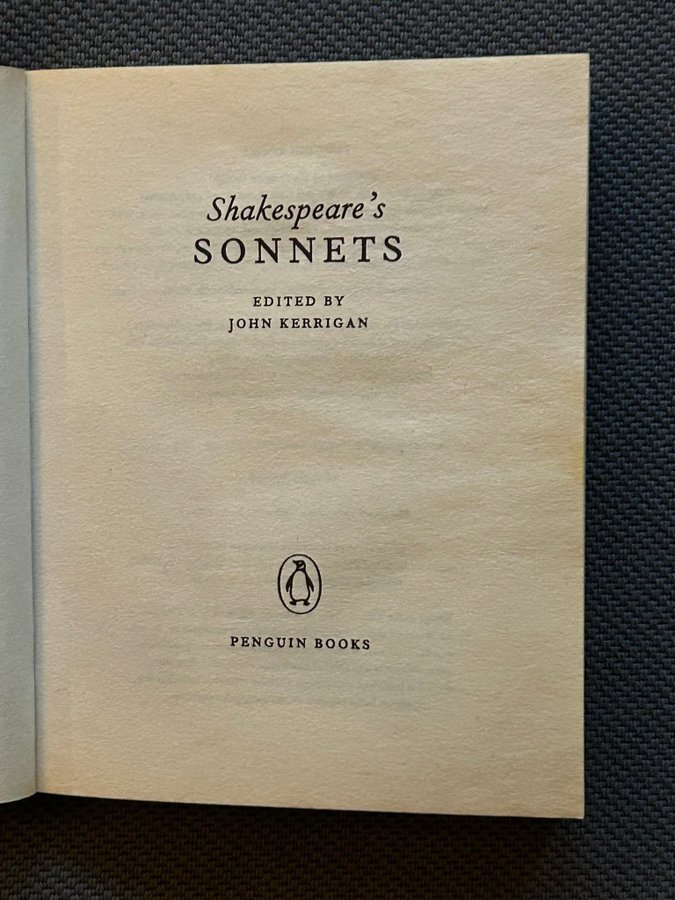 Shakespeare's
SONNETS
EDITED BY
JOHN KERRIGAN
PENGUIN BOOKS